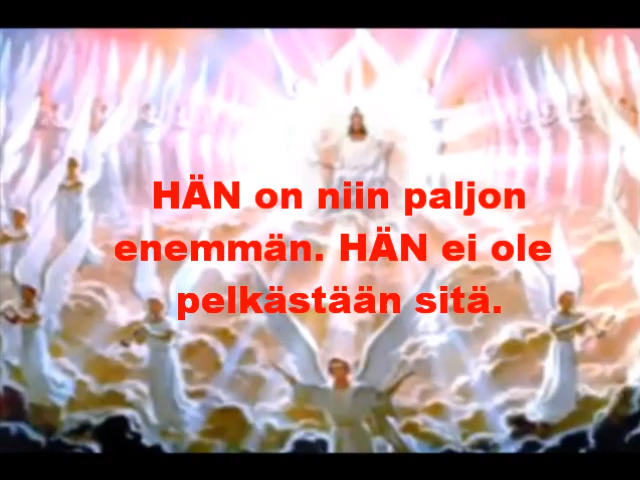 HÄN on niin paljon
enemmän. HÄN ei ole
pelkästään sitä.